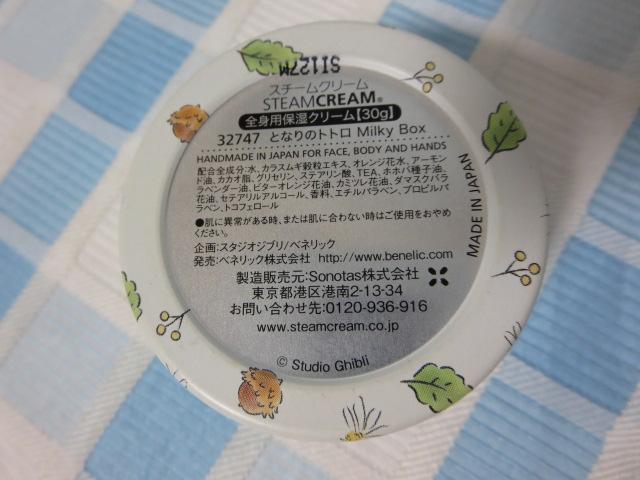 SI127M
スチームクリーム
STEAMCREAM®
全身用保湿クリーム【30g】
32747 となりのトトロ Milky Box
HANDMADE IN JAPAN FOR FACE, BODY AND HANDS
配合全成分:水、カラスムギ穀粒エキス、オレンジ花水、アーモン
ド油、カカオ脂、グリセリン、ステアリン酸、TEA、ホホバ種子油、
ラベンダー油、ビターオレンジ花油、カミツレ花油、ダマスクバラ
花油、セテアリルアルコール、香料、エチルパラベン、プロピルパ
ラベン、トコフェロール
●肌に異常がある時、または肌に合わない時はご使用をおやめ
ください。
企画:スタジオジブリ/ベネリック
発売:ベネリック株式会社 http://www.benelic.com
製造販売元:Sonotas株式会社
東京都港区港南2-13-34
お問い合わせ先:0120-936-916
www.steamcream.co.jp
© Studio Ghibli
MADE IN JAPAN